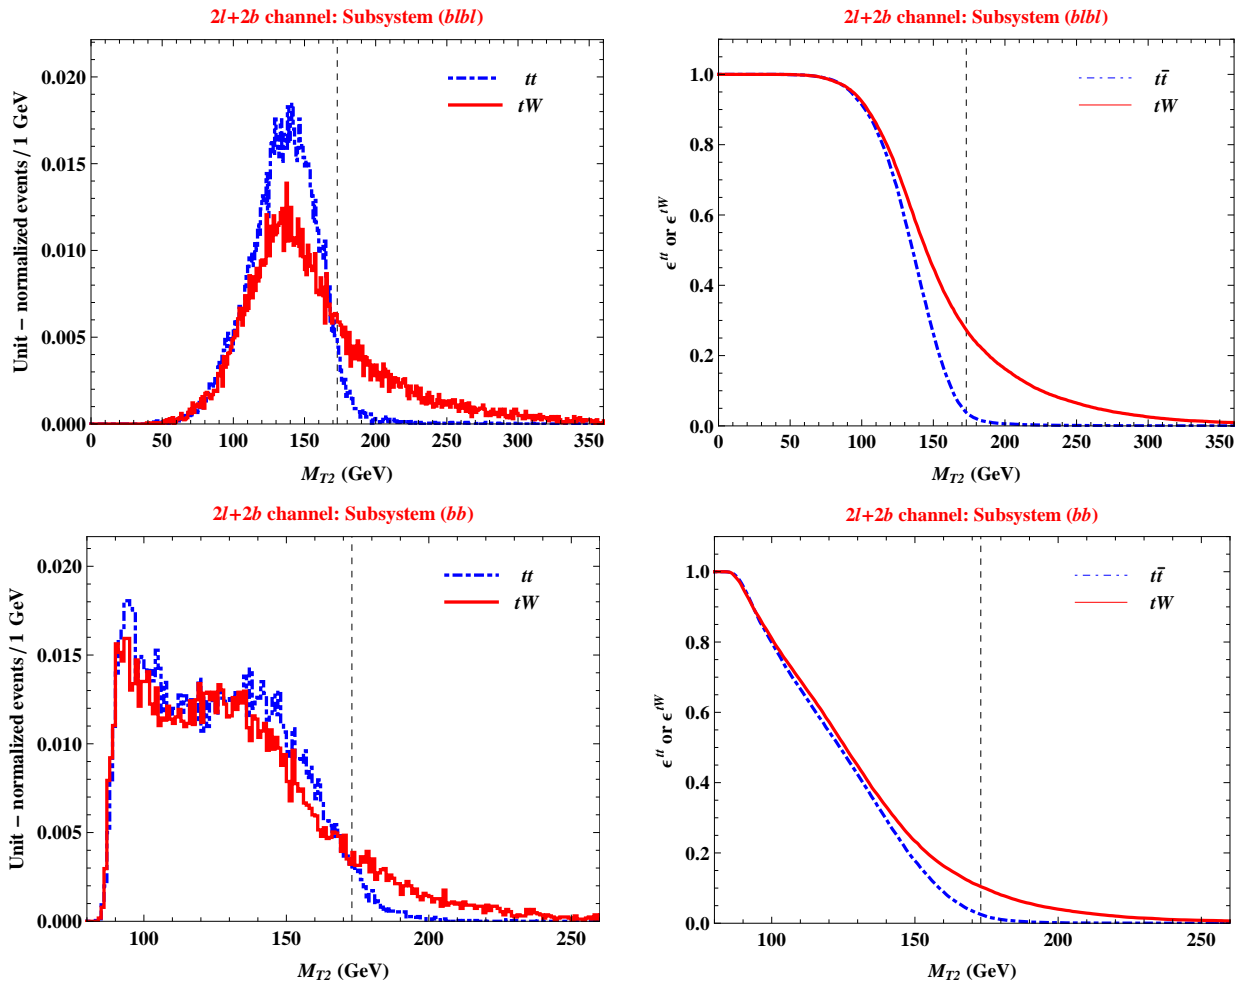 2l+2b channel: Subsystem (blbl)
Unit − normalized events / 1 GeV
0.020
0.015
0.010
0.005
0.000
tt
tW
0 50 100 150 200 250 300 350
M_T2 (GeV)
2l+2b channel: Subsystem (blbl)
ϵ^tt or ϵ^tW
1.0
0.8
0.6
0.4
0.2
0.0
tt̄
tW
0 50 100 150 200 250 300 350
M_T2 (GeV)
2l+2b channel: Subsystem (bb)
Unit − normalized events / 1 GeV
0.020
0.015
0.010
0.005
0.000
tt
tW
100 150 200 250
M_T2 (GeV)
2l+2b channel: Subsystem (bb)
ϵ^tt or ϵ^tW
1.0
0.8
0.6
0.4
0.2
0.0
tt̄
tW
100 150 200 250
M_T2 (GeV)